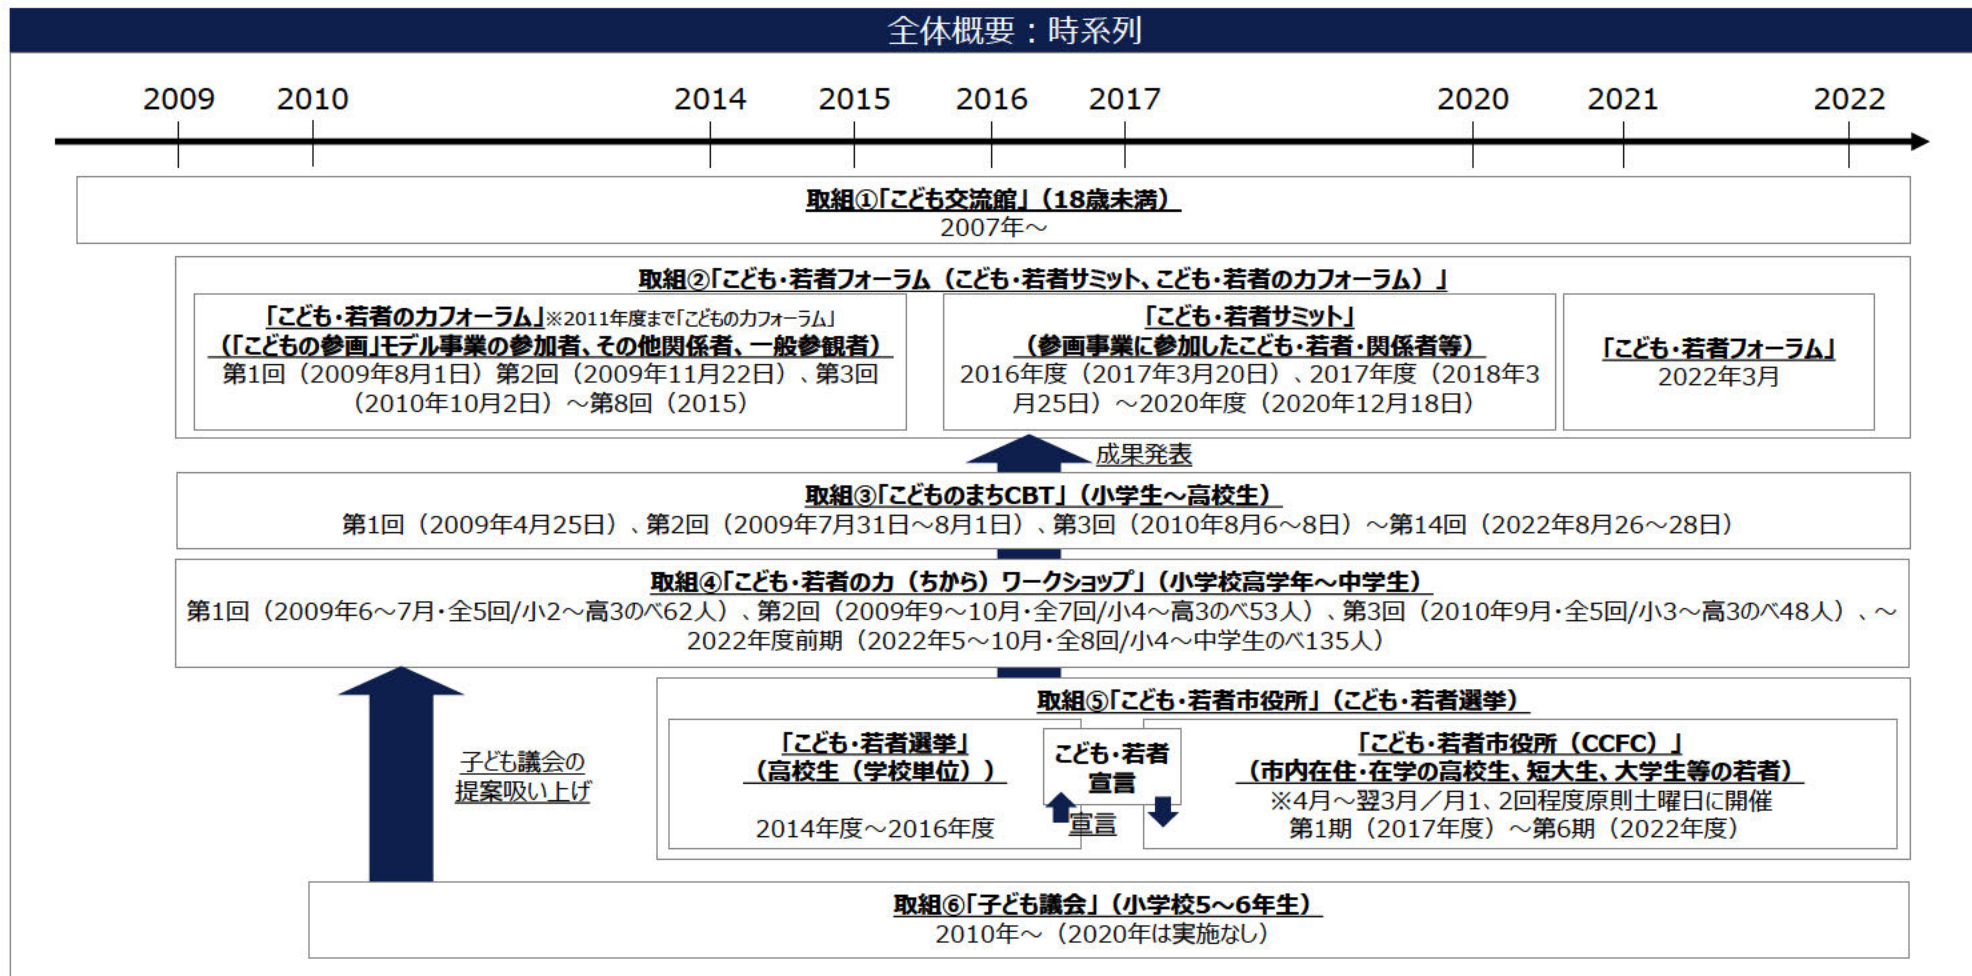 全体概要：時系列
2009 2010 2014 2015 2016 2017 2020 2021 2022
取組①「こども交流館」（18歳未満）
2007年～
取組②「こども・若者フォーラム（こども・若者サミット、こども・若者の力フォーラム）」
「こども・若者の力フォーラム」※2011年度まで「こどもの力フォーラム」
（「こどもの参画」モデル事業の参加者、その他関係者、一般参観者）
第1回（2009年8月1日）第2回（2009年11月22日）、第3回
（2010年10月2日）～第8回（2015）
「こども・若者サミット」
（参画事業に参加したこども・若者・関係者等）
2016年度（2017年3月20日）、2017年度（2018年3
月25日）～2020年度（2020年12月18日）
「こども・若者フォーラム」
2022年3月
成果発表
取組③「こどものまちCBT」（小学生～高校生）
第1回（2009年4月25日）、第2回（2009年7月31日～8月1日）、第3回（2010年8月6～8日）～第14回（2022年8月26～28日）
取組④「こども・若者の力（ちから）ワークショップ」（小学校高学年～中学生）
第1回（2009年6～7月・全5回/小2～高3のべ62人）、第2回（2009年9～10月・全7回/小4～高3のべ53人）、第3回（2010年9月・全5回/小3～高3のべ48人）、～
2022年度前期（2022年5～10月・全8回/小4～中学生のべ135人）
子ども議会の
提案吸い上げ
取組⑤「こども・若者市役所」（こども・若者選挙）
「こども・若者選挙」
（高校生（学校単位））
2014年度～2016年度
こども・若者
宣言
宣言
「こども・若者市役所（CCFC）」
（市内在住・在学の高校生、短大生、大学生等の若者）
※4月～翌3月／月1、2回程度原則土曜日に開催
第1期（2017年度）～第6期（2022年度）
取組⑥「子ども議会」（小学校5～6年生）
2010年～（2020年は実施なし）